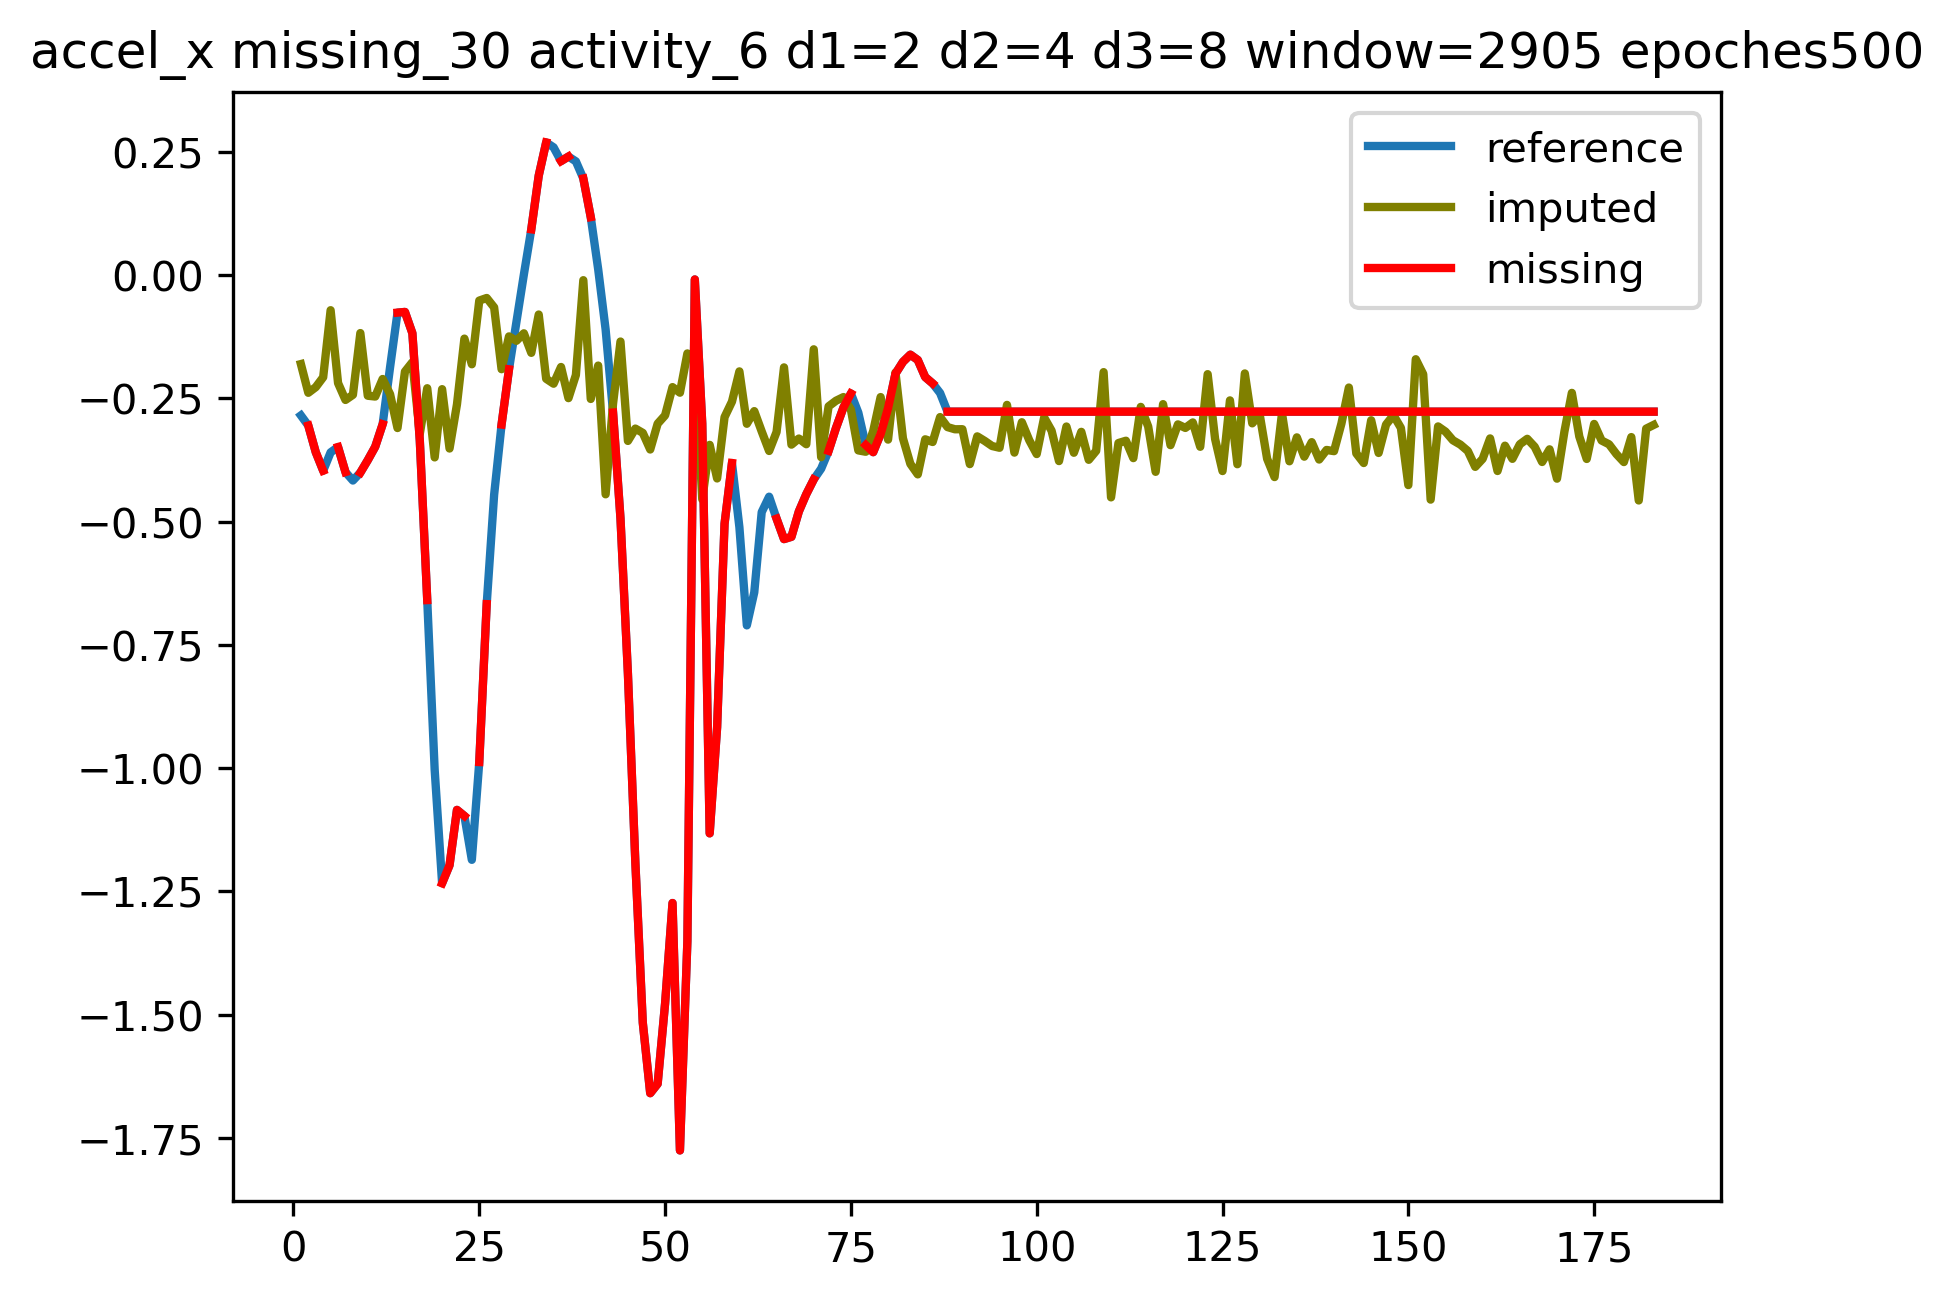 accel_x missing_30 activity_6 d1=2 d2=4 d3=8 window=2905 epoches500
reference
imputed
missing
0.25
0.00
−0.25
−0.50
−0.75
−1.00
−1.25
−1.50
−1.75
0 25 50 75 100 125 150 175